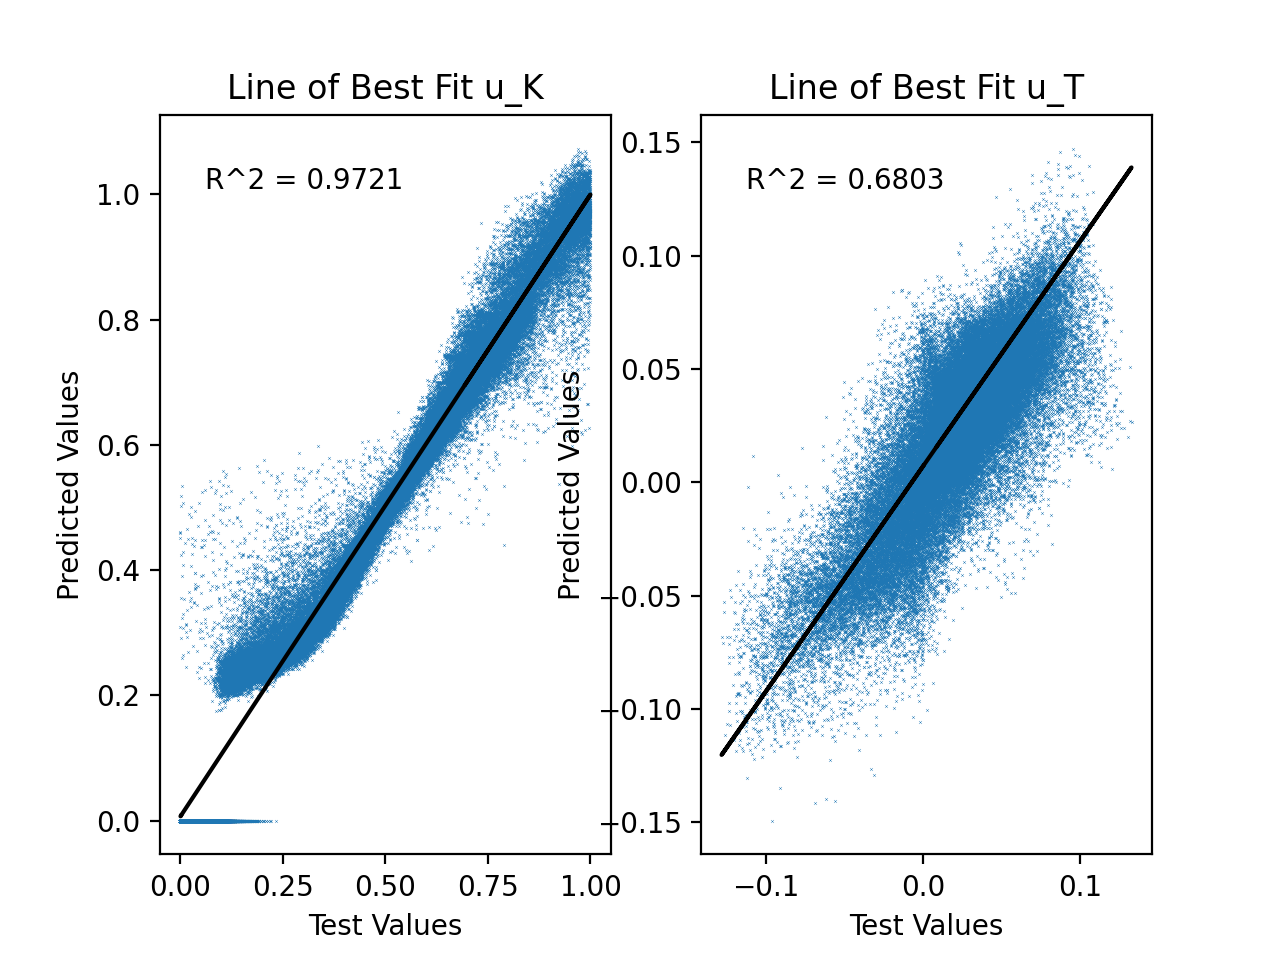 Line of Best Fit u_K
R^2 = 0.9721
1.0
0.8
0.6
0.4
0.2
0.0
Predicted Values
0.00 0.25 0.50 0.75 1.00
Test Values
Line of Best Fit u_T
R^2 = 0.6803
0.15
0.10
0.05
0.00
−0.05
−0.10
−0.15
Predicted Values
−0.1 0.0 0.1
Test Values